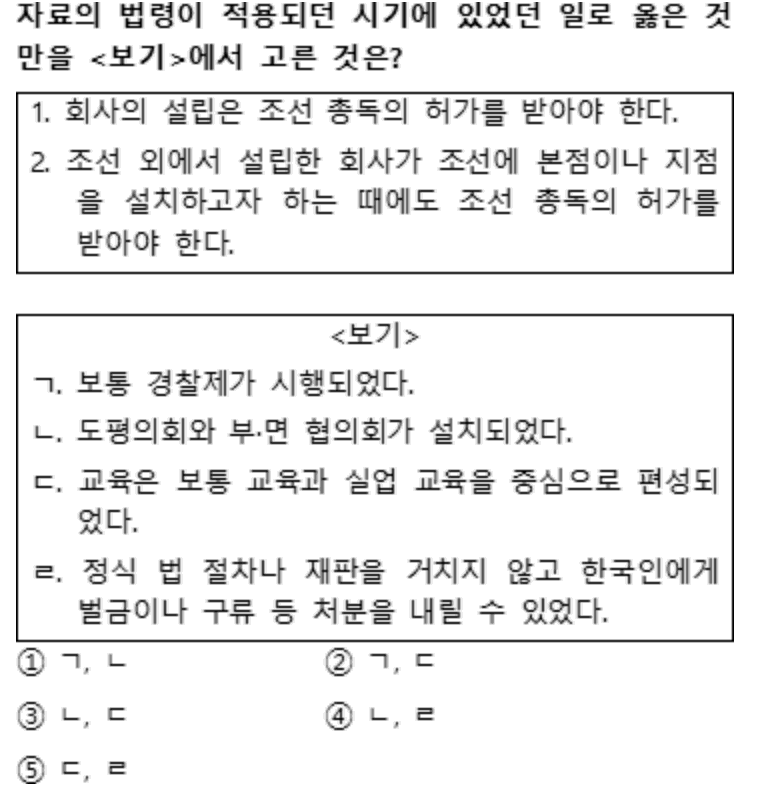 자료의 법령이 적용되던 시기에 있었던 일로 옳은 것
만을 <보기>에서 고른 것은?
1. 회사의 설립은 조선 총독의 허가를 받아야 한다.
2. 조선 외에서 설립한 회사가 조선에 본점이나 지점
을 설치하고자 하는 때에도 조선 총독의 허가를
받아야 한다.
<보기>
ㄱ. 보통 경찰제가 시행되었다.
ㄴ. 도평의회와 부·면 협의회가 설치되었다.
ㄷ. 교육은 보통 교육과 실업 교육을 중심으로 편성되
었다.
ㄹ. 정식 법 절차나 재판을 거치지 않고 한국인에게
벌금이나 구류 등 처분을 내릴 수 있었다.
① ㄱ, ㄴ ② ㄱ, ㄷ
③ ㄴ, ㄷ ④ ㄴ, ㄹ
⑤ ㄷ, ㄹ